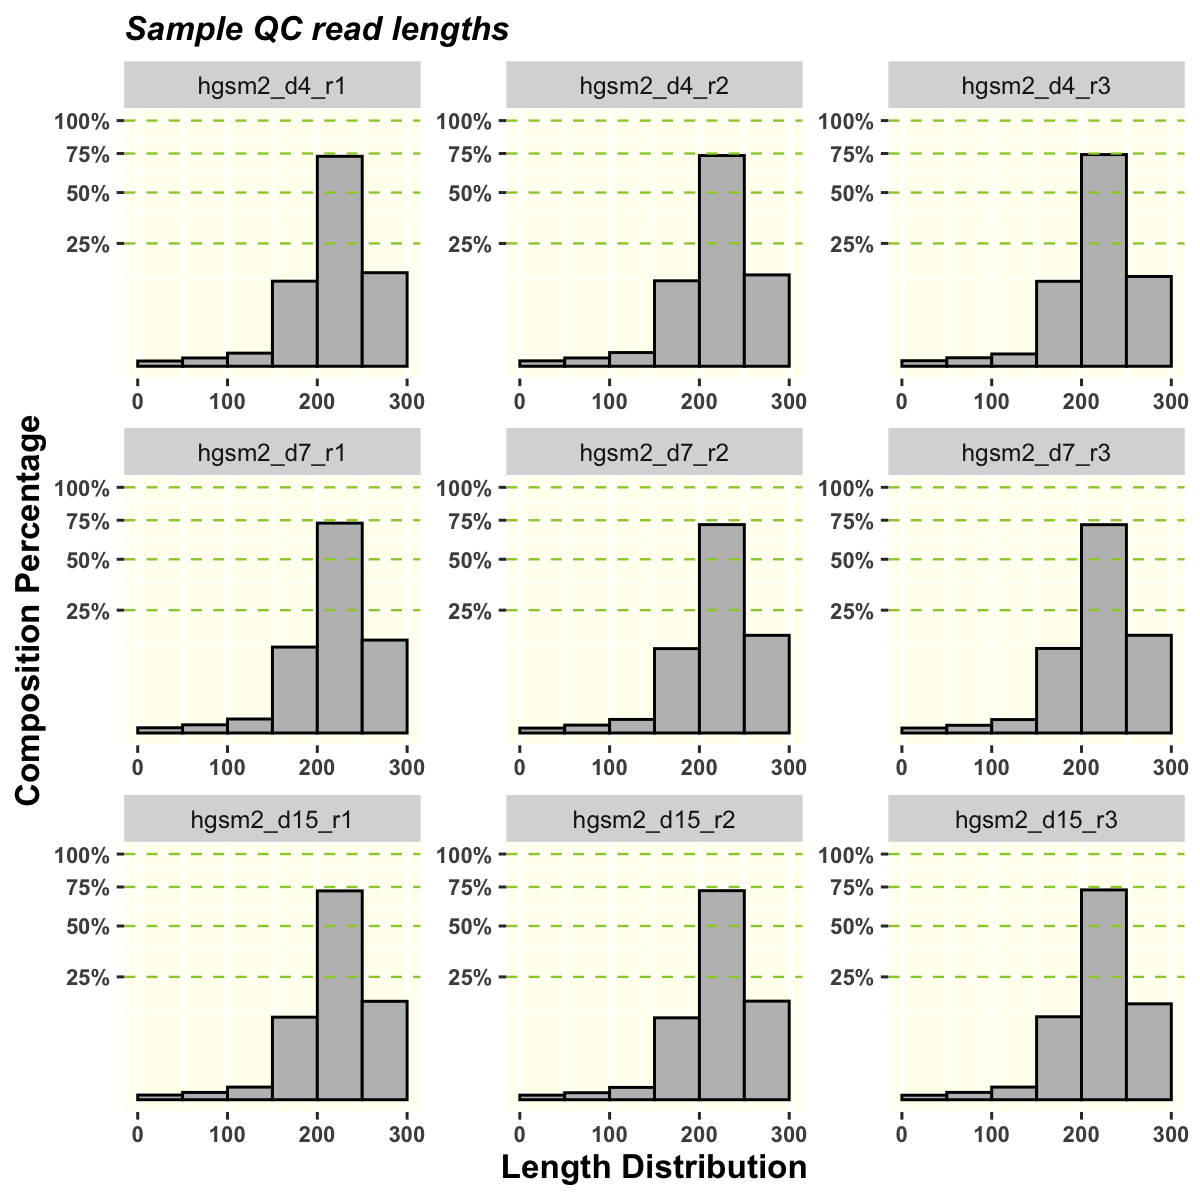 Sample QC read lengths
hgsm2_d4_r1 hgsm2_d4_r2 hgsm2_d4_r3
100% 100% 100%
75% 75% 75%
50% 50% 50%
25% 25% 25%
0 100 200 300 0 100 200 300 0 100 200 300
Composition Percentage
hgsm2_d7_r1 hgsm2_d7_r2 hgsm2_d7_r3
100% 100% 100%
75% 75% 75%
50% 50% 50%
25% 25% 25%
0 100 200 300 0 100 200 300 0 100 200 300
hgsm2_d15_r1 hgsm2_d15_r2 hgsm2_d15_r3
100% 100% 100%
75% 75% 75%
50% 50% 50%
25% 25% 25%
0 100 200 300 0 100 200 300 0 100 200 300
Length Distribution